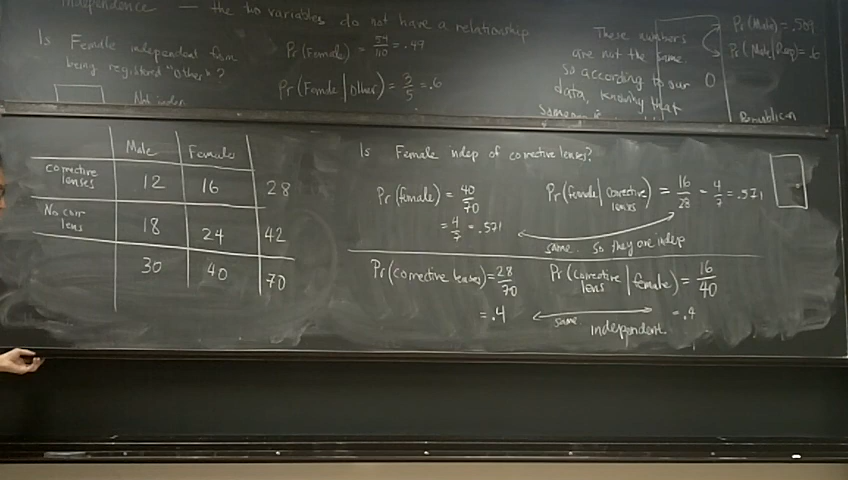 independence — the two variables do not have a relationship
Is Female independent from
being registered "Other"?
Not indep
Pr(Female) = 54/110 = .49
Pr(Female | Other) = 3/5 = .6
These numbers
are not the same
so according to our
data, knowing that
Someone is
Pr(Male) = .509
Republican
Male Female
corrective lenses 12 16 28
No corr lens 18 24 42
30 40 70
Is Female indep of corrective lenses?
Pr(female) = 40/70
= 4/7 = .571
Pr(female | corrective lenses) = 16/28 = 4/7 = .571
same. So they are indep
Pr(corrective lenses) = 28/70
= .4
Pr(corrective lens | female) = 16/40
= .4
same
independent.